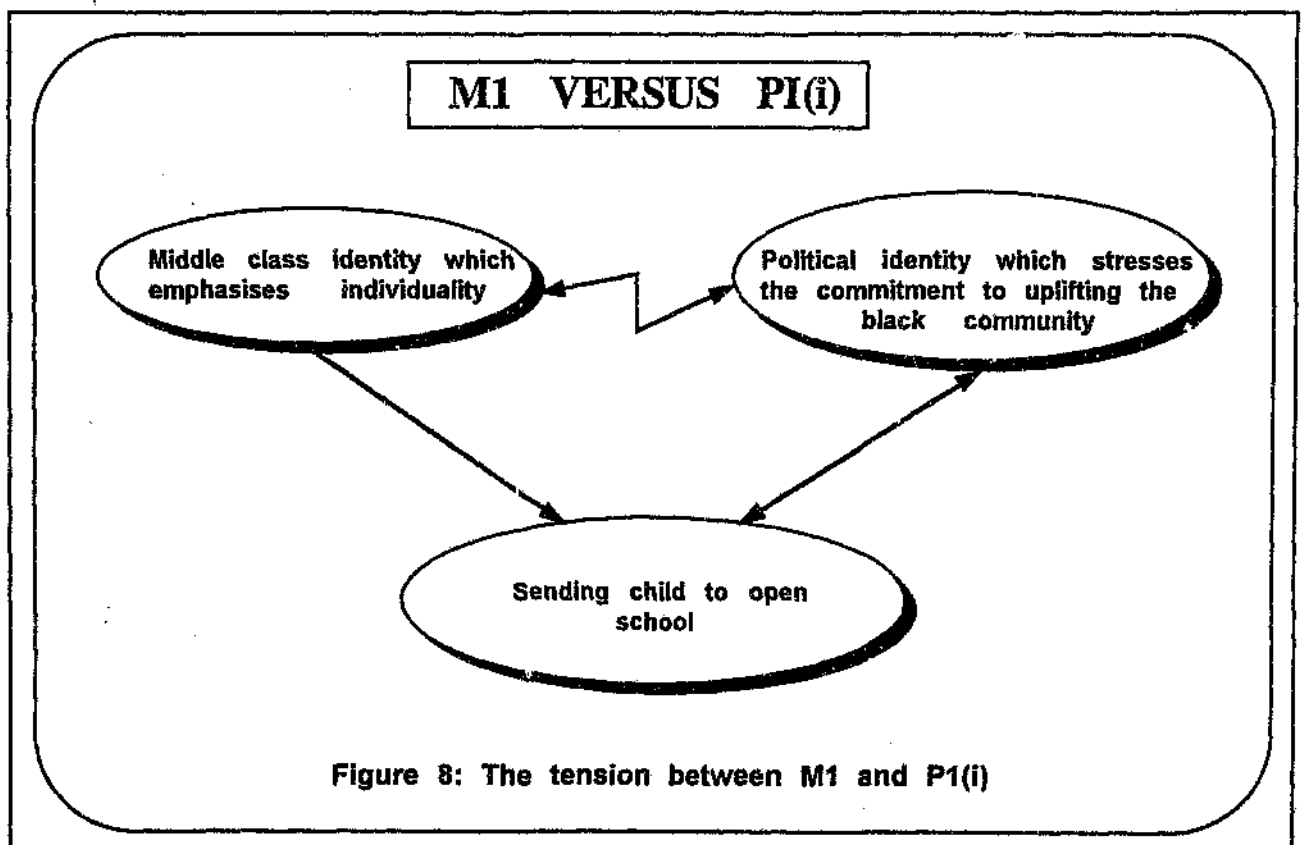 M1 VERSUS PI(i)
Middle class identity which
emphasises individuality
Political identity which stresses
the commitment to uplifting the
black community
Sending child to open
school
Figure 8: The tension between M1 and P1(i)